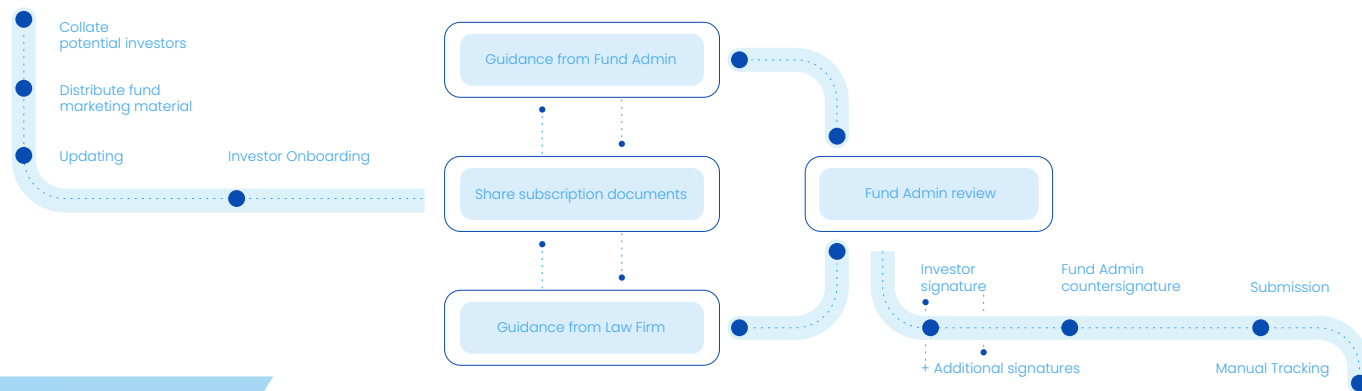 Collate
potential investors
Distribute fund
marketing material
Updating
Investor Onboarding
Guidance from Fund Admin
Share subscription documents
Guidance from Law Firm
Fund Admin review
Investor
signature
+ Additional signatures
Fund Admin
countersignature
Submission
Manual Tracking